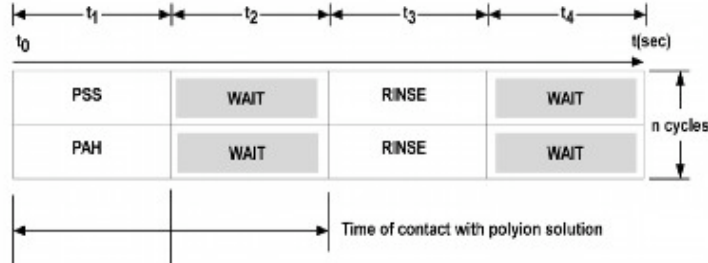 t1 t2 t3 t4
t0 t(sec)
PSS WAIT RINSE WAIT
n cycles
PAH WAIT RINSE WAIT
Time of contact with polyion solution